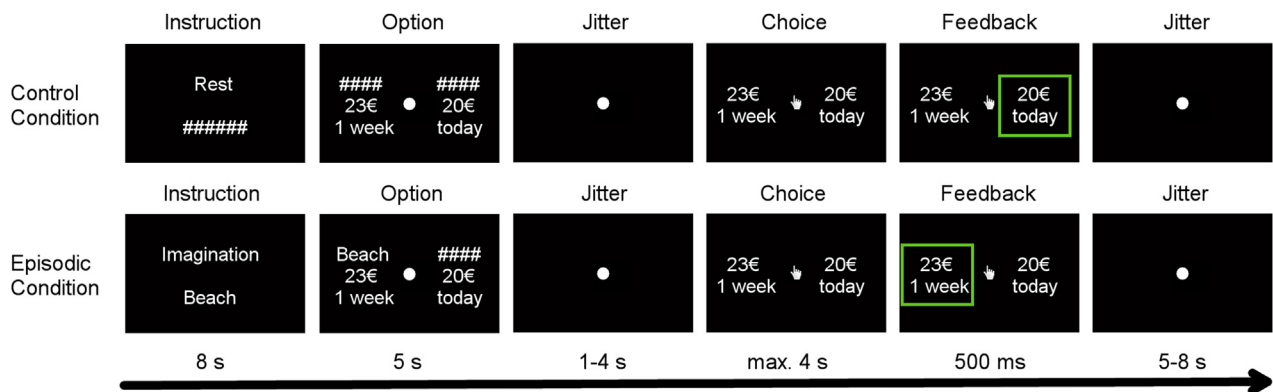 Instruction Option Jitter Choice Feedback Jitter
Control
Condition
Rest
######
#### ####
23€ 20€
1 week today
23€ 20€
1 week today
23€ 20€
1 week today
Instruction Option Jitter Choice Feedback Jitter
Episodic
Condition
Imagination
Beach
Beach ####
23€ 20€
1 week today
23€ 20€
1 week today
23€ 20€
1 week today
8 s 5 s 1-4 s max. 4 s 500 ms 5-8 s